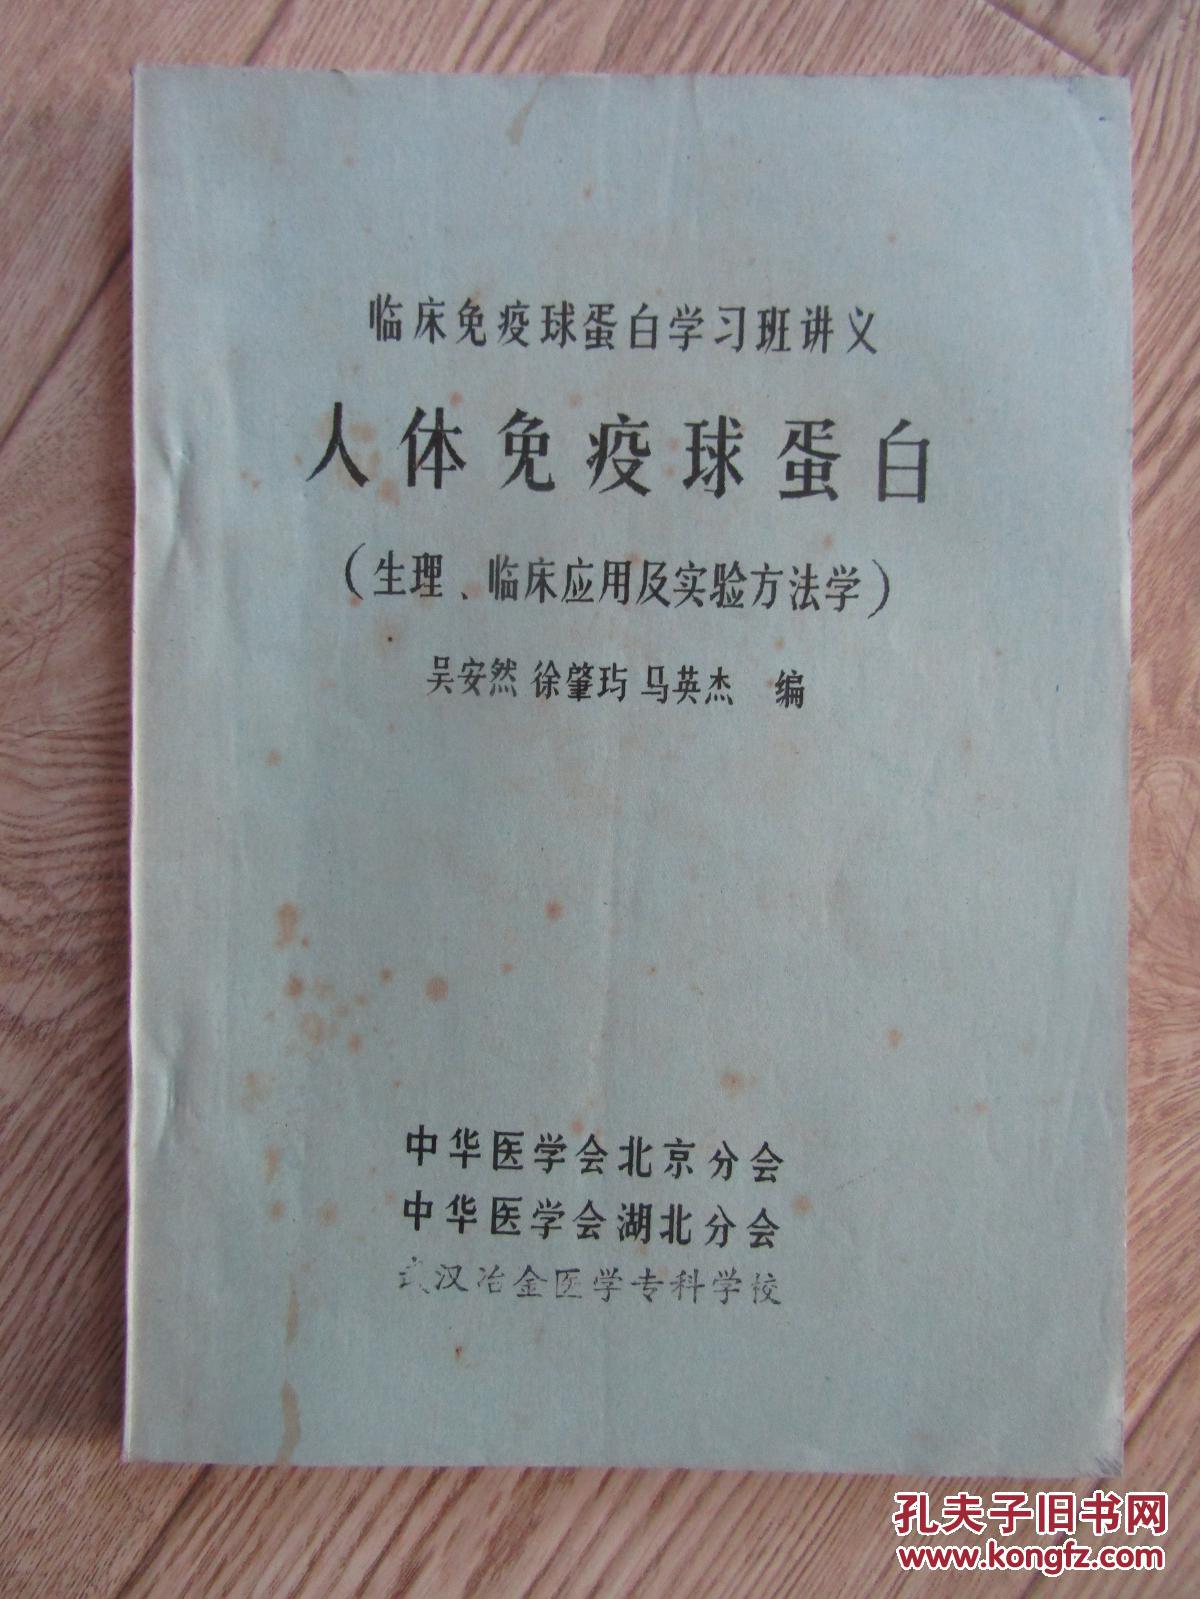 临床免疫球蛋白学习班讲义
人体免疫球蛋白
(生理、临床应用及实验方法学)
吴安然 徐肇玙 马英杰 编
中华医学会北京分会
中华医学会湖北分会
武汉冶金医学专科学校
孔夫子旧书网
www.kongfz.com